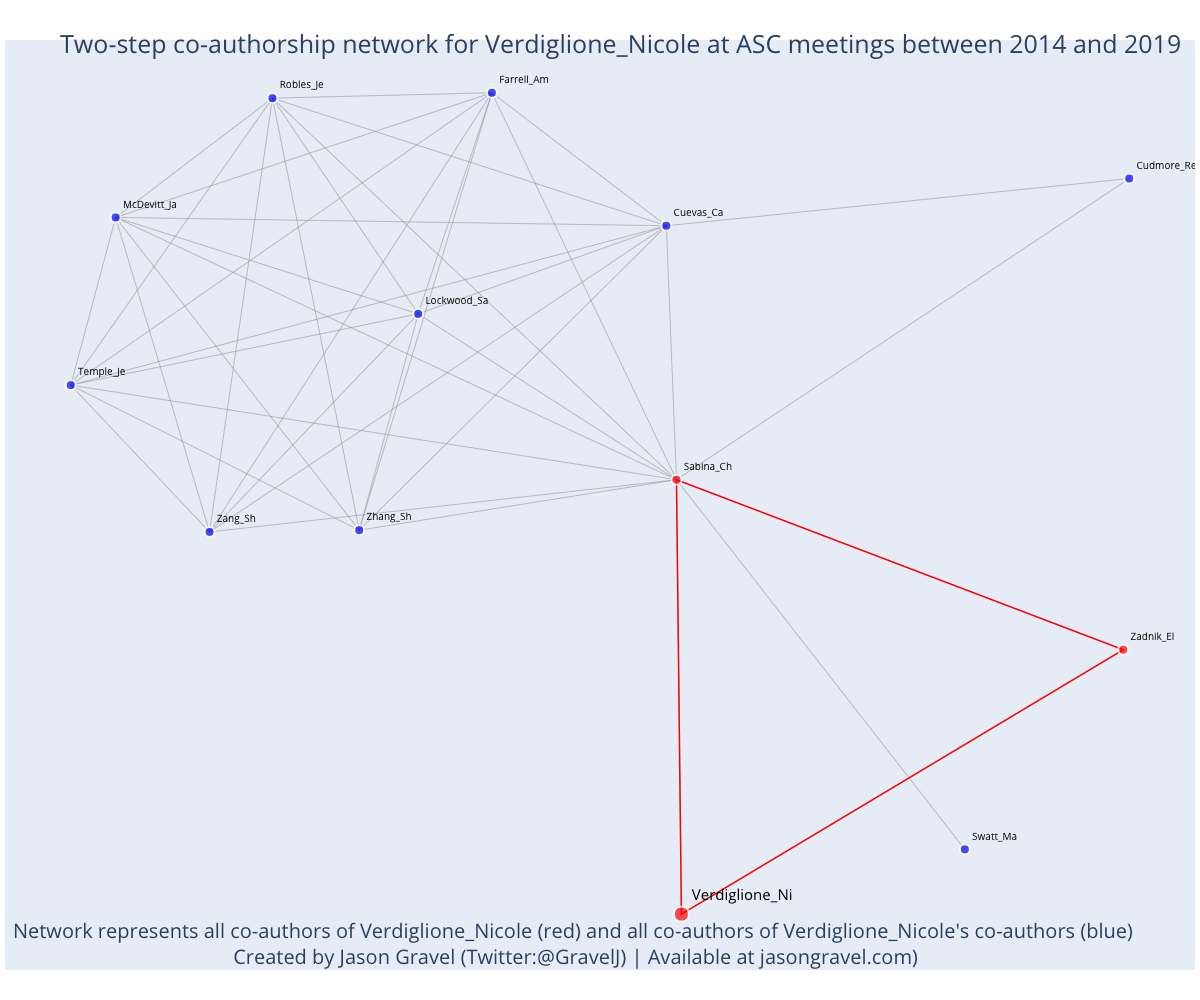 Two-step co-authorship network for Verdiglione_Nicole at ASC meetings between 2014 and 2019
Farrell_Am
Robles_Je
Cudmore_Re
McDevitt_Ja
Cuevas_Ca
Lockwood_Sa
Temple_Je
Sabina_Ch
Zang_Sh
Zhang_Sh
Zadnik_El
Swatt_Ma
Verdiglione_Ni
Network represents all co-authors of Verdiglione_Nicole (red) and all co-authors of Verdiglione_Nicole's co-authors (blue)
Created by Jason Gravel (Twitter:@GravelJ) | Available at jasongravel.com)